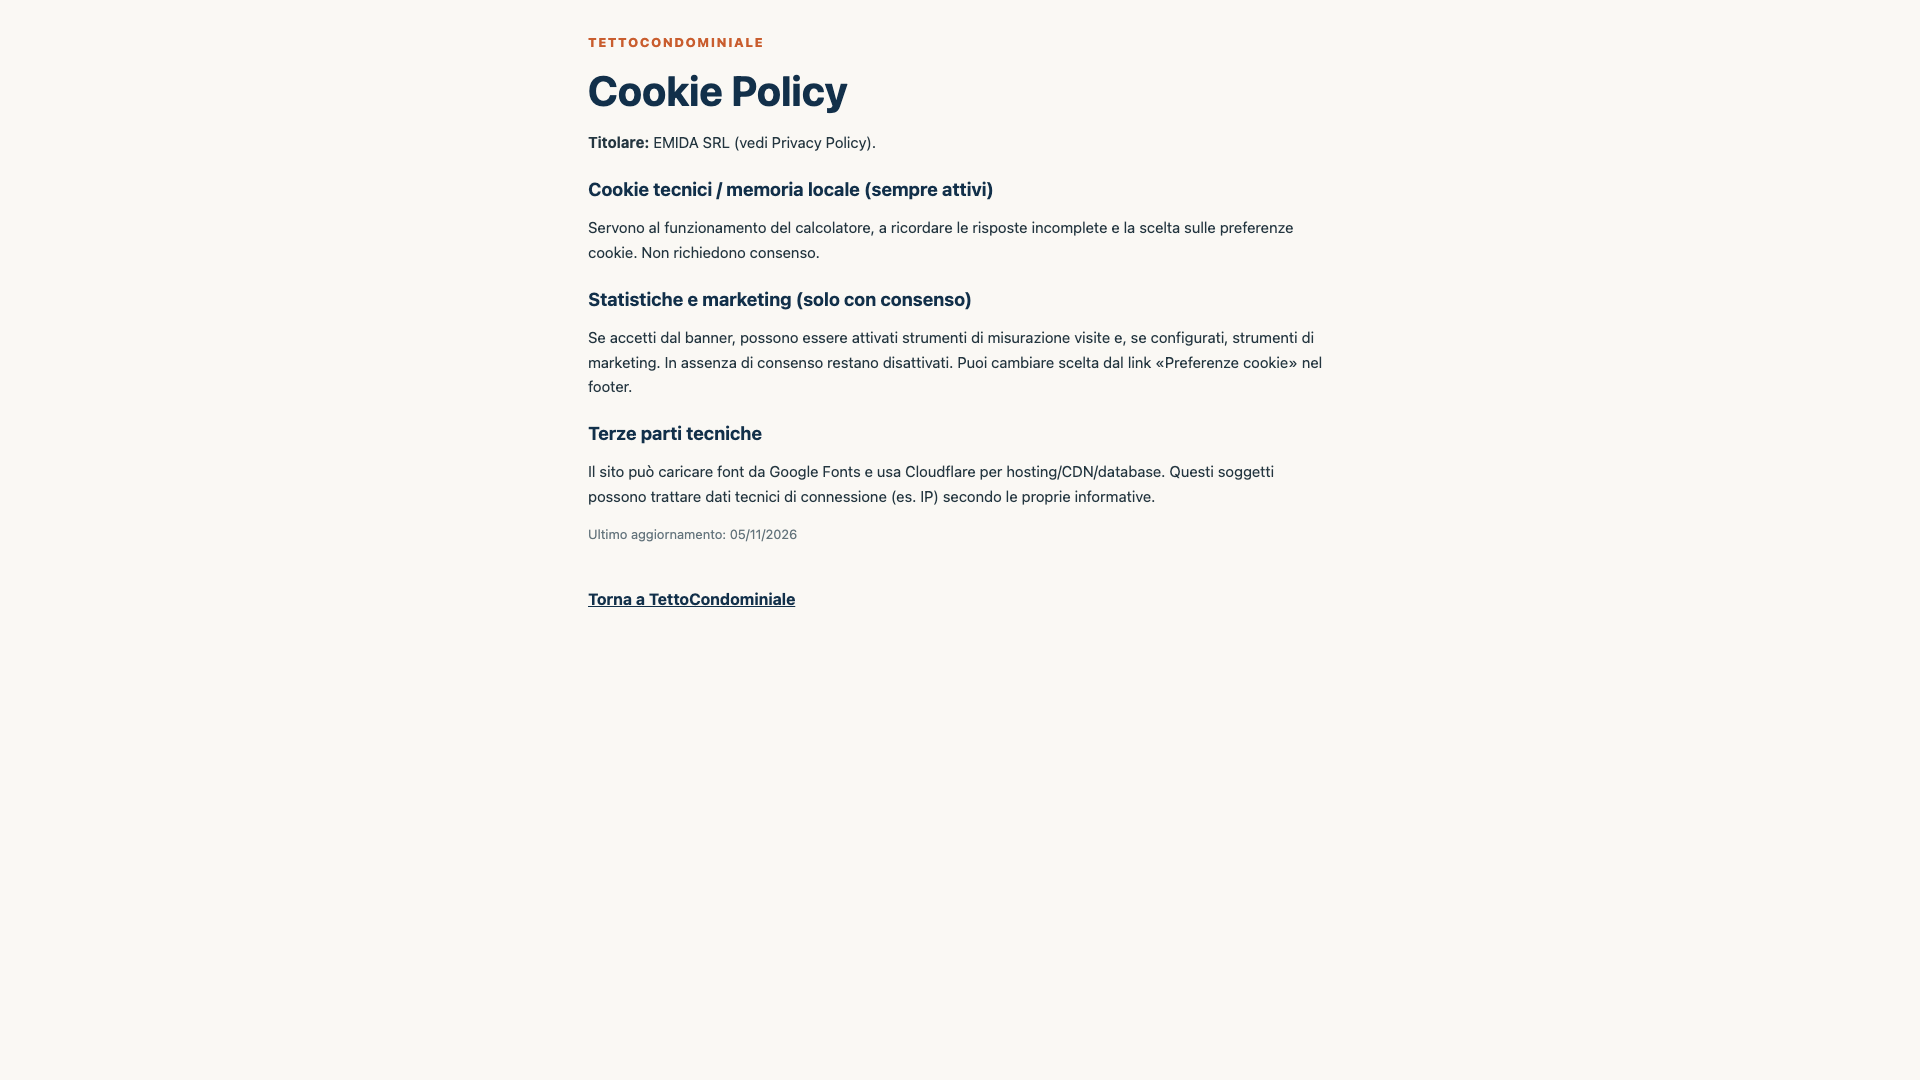 TETTOCONDOMINIALE
Cookie Policy
Titolare: EMIDA SRL (vedi Privacy Policy).
Cookie tecnici / memoria locale (sempre attivi)
Servono al funzionamento del calcolatore, a ricordare le risposte incomplete e la scelta sulle preferenze
cookie. Non richiedono consenso.
Statistiche e marketing (solo con consenso)
Se accetti dal banner, possono essere attivati strumenti di misurazione visite e, se configurati, strumenti di
marketing. In assenza di consenso restano disattivati. Puoi cambiare scelta dal link «Preferenze cookie» nel
footer.
Terze parti tecniche
Il sito può caricare font da Google Fonts e usa Cloudflare per hosting/CDN/database. Questi soggetti
possono trattare dati tecnici di connessione (es. IP) secondo le proprie informative.
Ultimo aggiornamento: 05/11/2026
Torna a TettoCondominiale